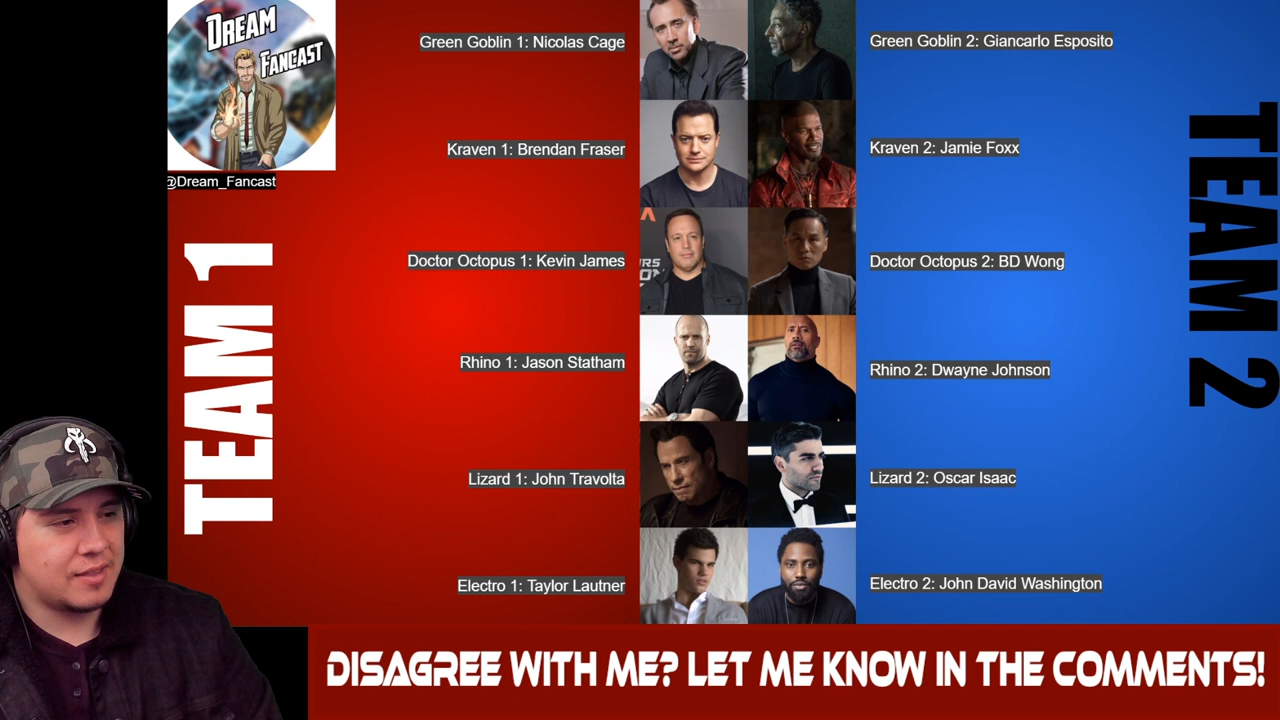 DREAM
FANCAST
@Dream_Fancast
TEAM 1
Green Goblin 1: Nicolas Cage
Kraven 1: Brendan Fraser
Doctor Octopus 1: Kevin James
Rhino 1: Jason Statham
Lizard 1: John Travolta
Electro 1: Taylor Lautner
Green Goblin 2: Giancarlo Esposito
Kraven 2: Jamie Foxx
Doctor Octopus 2: BD Wong
Rhino 2: Dwayne Johnson
Lizard 2: Oscar Isaac
Electro 2: John David Washington
TEAM 2
DISAGREE WITH ME? LET ME KNOW IN THE COMMENTS!